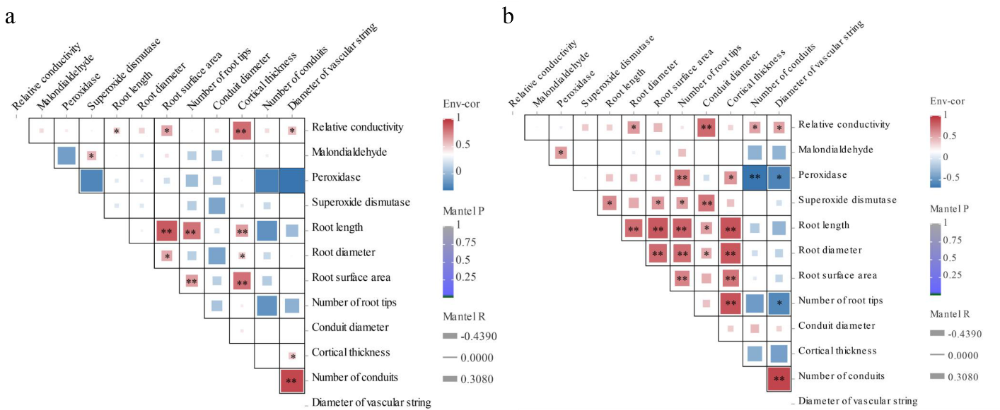 a
Relative conductivity
Malondialdehyde
Peroxidase
Superoxide dismutase
Root length
Root diameter
Root surface area
Number of root tips
Conduit diameter
Cortical thickness
Number of conduits
Diameter of vascular string
* * ** * Relative conductivity
* Malondialdehyde
Peroxidase
Superoxide dismutase
** ** ** Root length
* * Root diameter
** ** Root surface area
Number of root tips
Conduit diameter
* Cortical thickness
** Number of conduits
Diameter of vascular string
Env-cor
1
0.5
0
Mantel P
1
0.75
0.5
0.25
Mantel R
-0.4390
0.0000
0.3080
b
Relative conductivity
Malondialdehyde
Peroxidase
Superoxide dismutase
Root length
Root diameter
Root surface area
Number of root tips
Conduit diameter
Cortical thickness
Number of conduits
Diameter of vascular string
* ** * * Relative conductivity
* Malondialdehyde
** * ** * Peroxidase
* * * ** Superoxide dismutase
** ** ** * ** Root length
** ** * ** Root diameter
** ** Root surface area
** * Number of root tips
Conduit diameter
Cortical thickness
** Number of conduits
Diameter of vascular string
Env-cor
1
0.5
0
-0.5
Mantel P
1
0.75
0.5
0.25
Mantel R
-0.4390
0.0000
0.3080